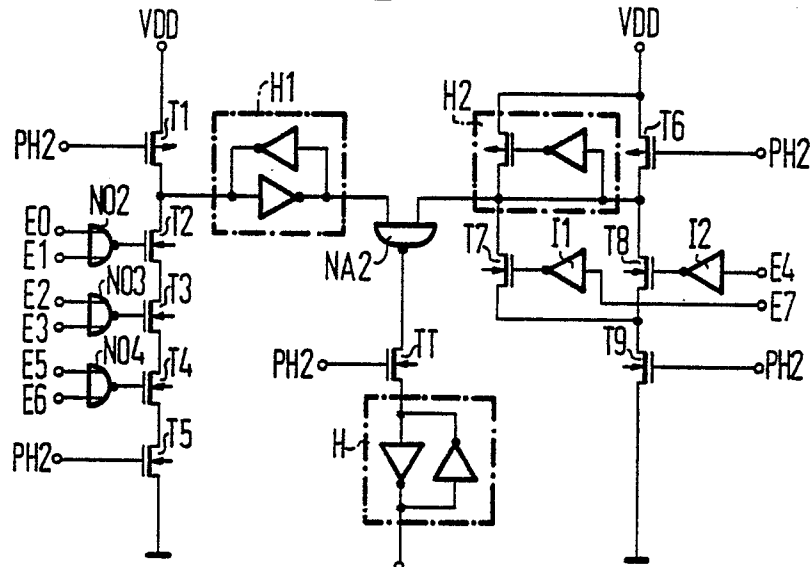 VDD
VDD
H1
T1
H2
T6
PH2
PH2
E0
NO2
E1
T2
E2
NO3
E3
T3
E5
NO4
E6
T4
NA2
T7
I1
T8
I2
E4
E7
PH2
TT
T9
PH2
PH2
T5
H